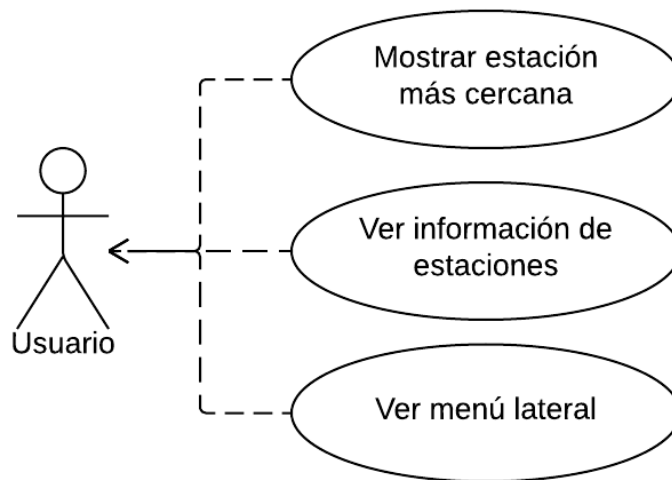 Mostrar estación
más cercana
Ver información de
estaciones
Usuario
Ver menú lateral